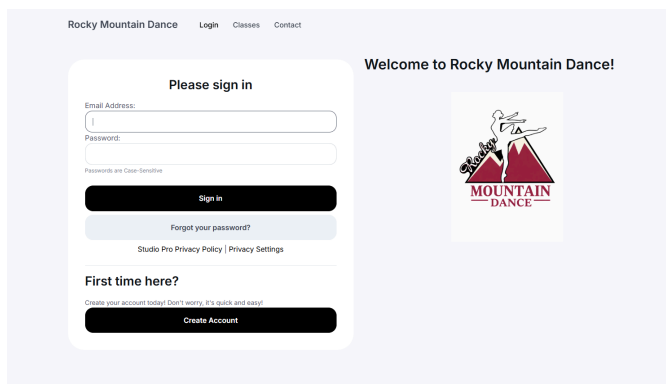 Rocky Mountain Dance Login Classes Contact
Please sign in
Email Address:
Password:
Passwords are Case-Sensitive
Sign in
Forgot your password?
Studio Pro Privacy Policy | Privacy Settings
First time here?
Create your account today! Don't worry, it's quick and easy!
Create Account
Welcome to Rocky Mountain Dance!
Rocky
MOUNTAIN
DANCE